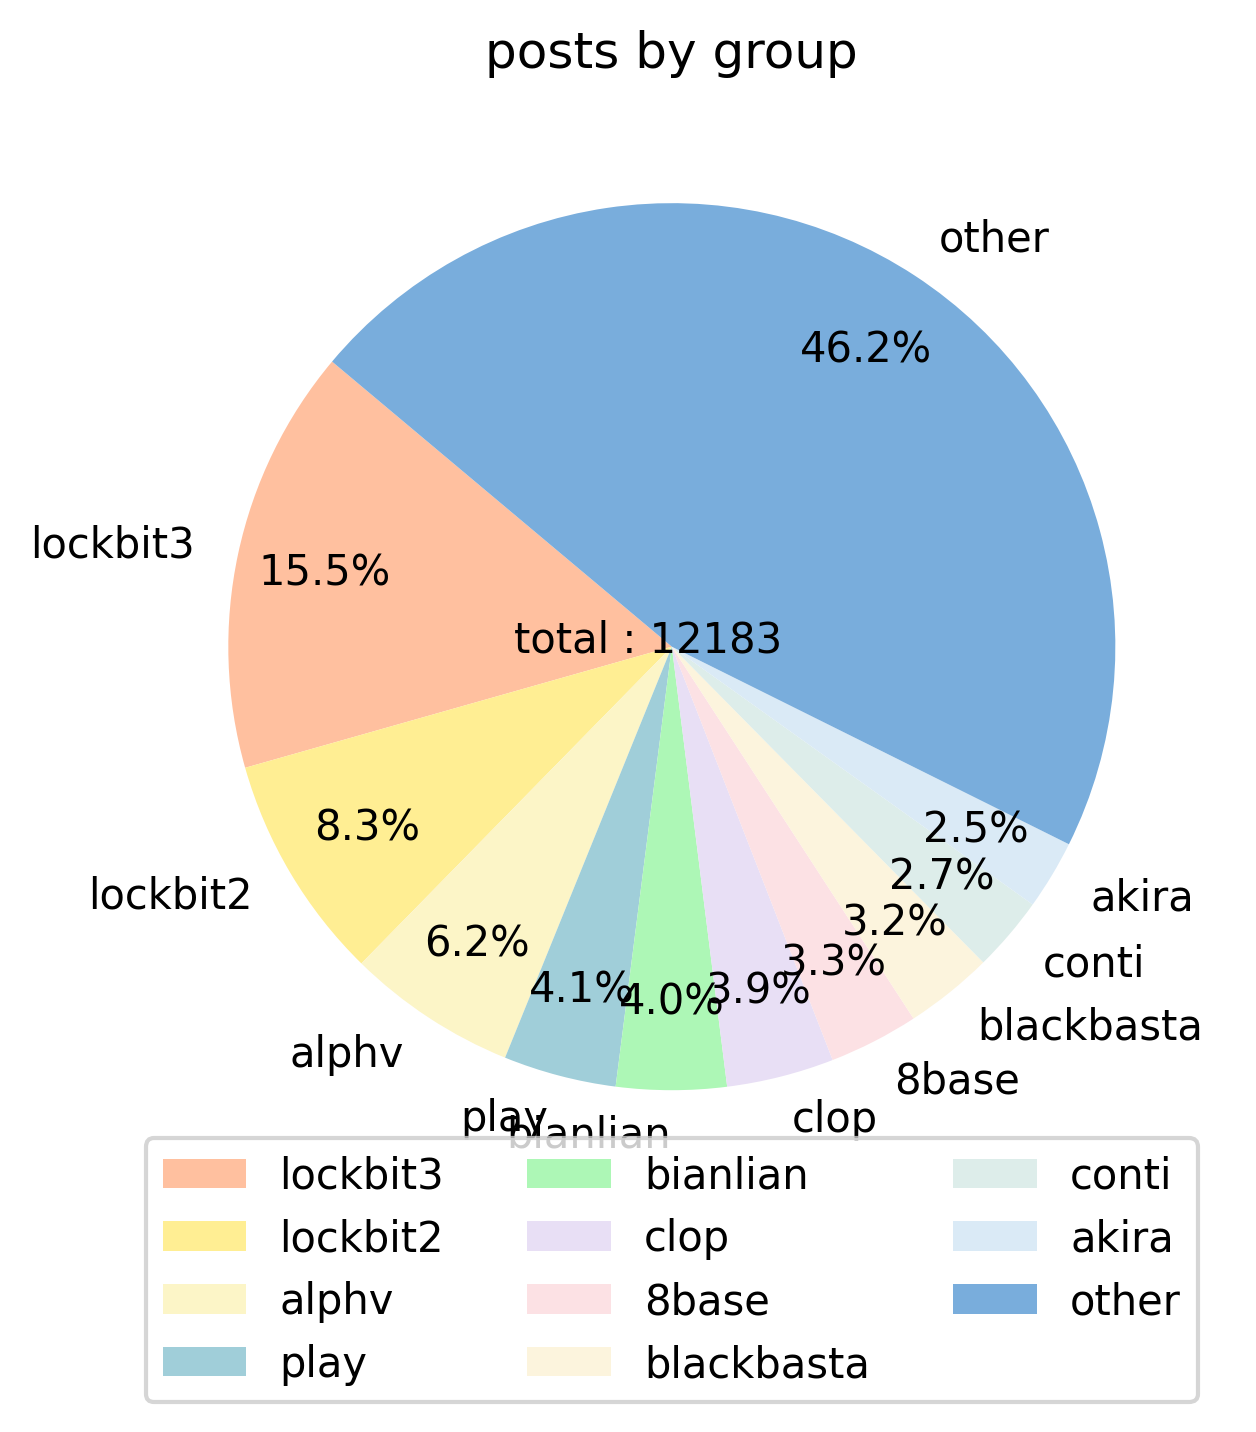 posts by group
other
46.2%
lockbit3
15.5%
total : 12183
8.3%
2.5%
2.7%
lockbit2
akira
3.2%
6.2%
3.3%
conti
4.1%
4.0%
3.9%
blackbasta
alphv
8base
play
bianlian
clop
lockbit3
lockbit2
alphv
play
bianlian
clop
8base
blackbasta
conti
akira
other